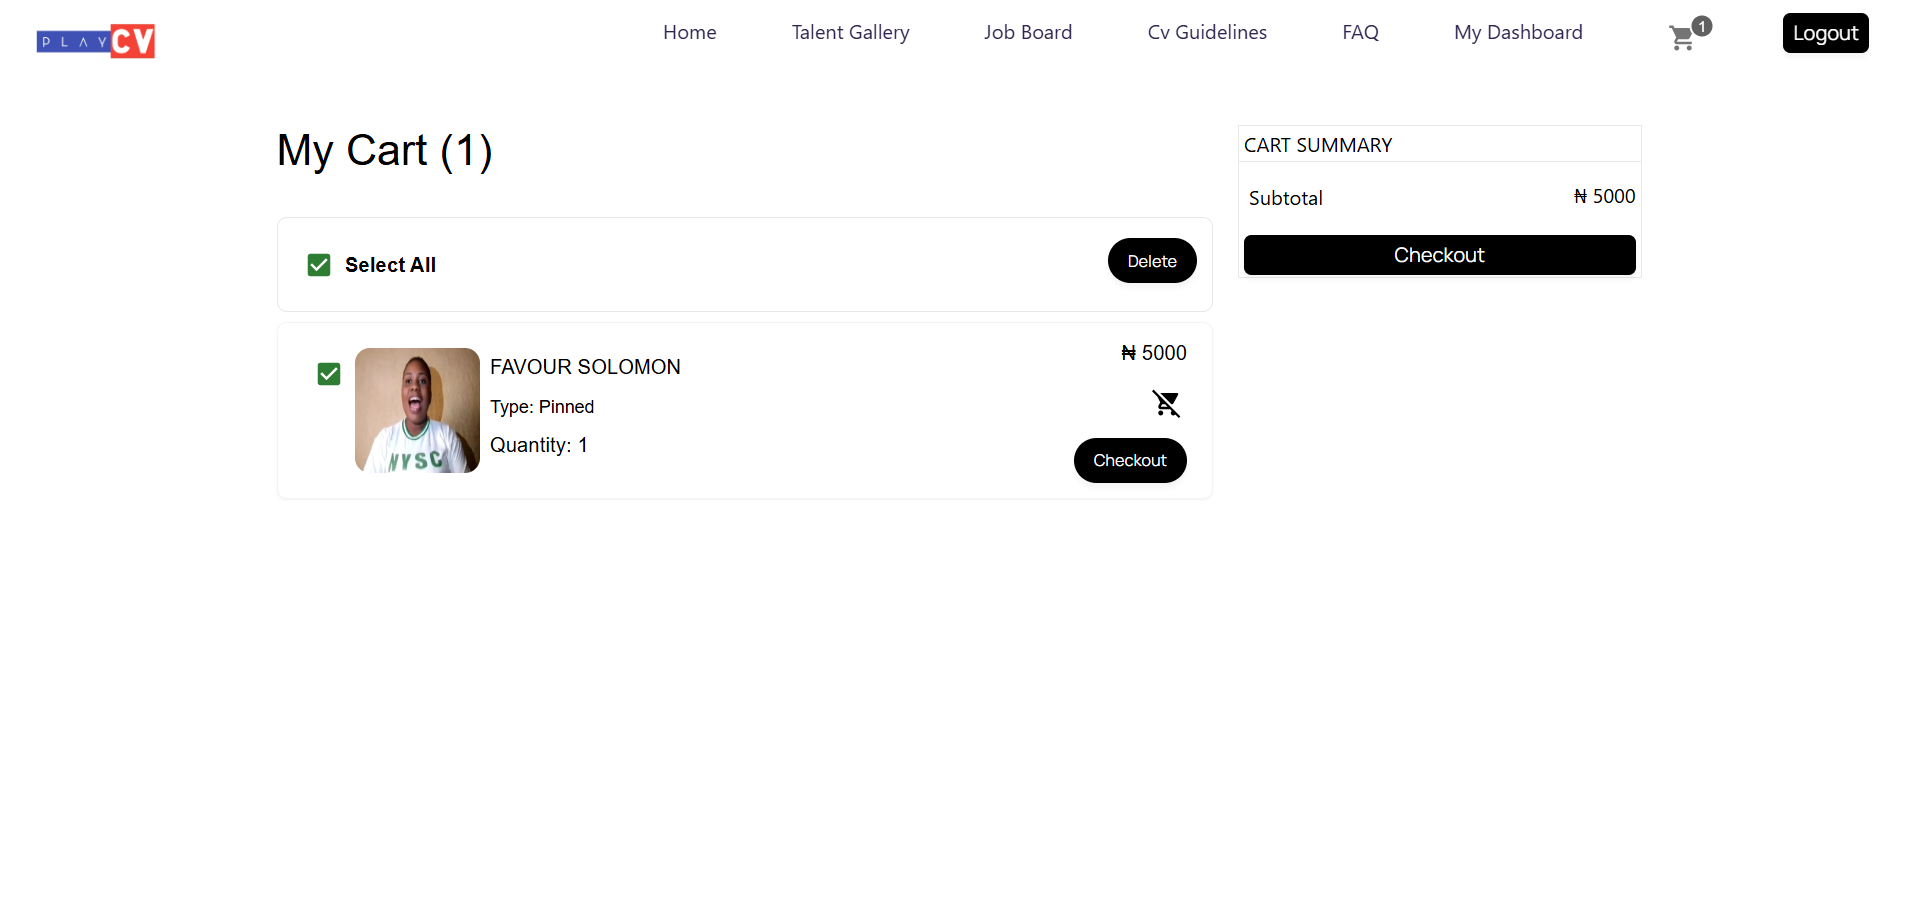 PLAY CV
Home
Talent Gallery
Job Board
Cv Guidelines
FAQ
My Dashboard
1
Logout
My Cart (1)
Select All
Delete
FAVOUR SOLOMON
Type: Pinned
Quantity: 1
₦ 5000
Checkout
NYSC
CART SUMMARY
Subtotal
₦ 5000
Checkout